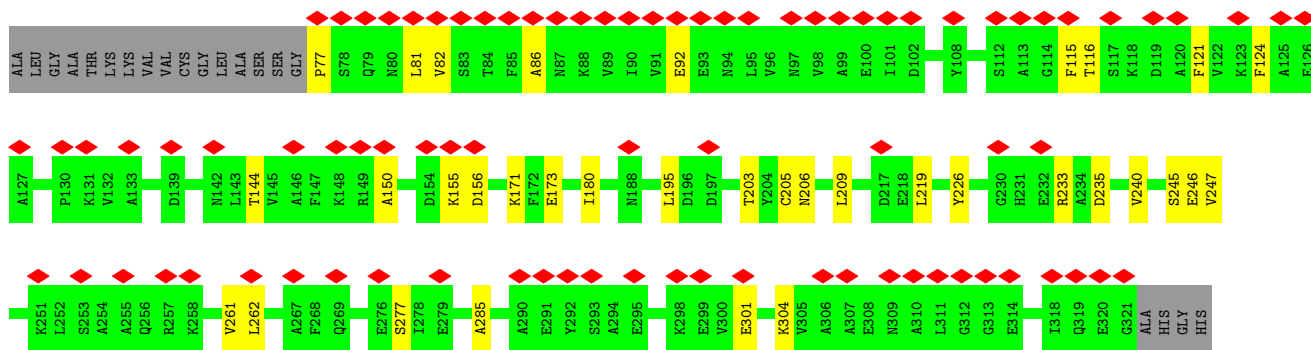 ALA LEU GLY ALA THR LYS LYS VAL VAL CYS GLY LEU ALA SER SER GLY P77 S78 Q79 N80 L81 V82 S83 T84 F85 A86 N87 K88 V89 I90 V91 E92 E93 N94 L95 V96 N97 V98 A99 E100 I101 D102 Y108 S112 A113 G114 F115 T116 S117 K118 D119 A120 F121 V122 K123 F124 A125 E126
A127 P130 K131 V132 A133 D139 N142 L143 T144 V145 A146 F147 K148 R149 A150 D154 K155 D156 K171 F172 E173 I180 N188 L195 D196 D197 T203 Y204 C205 N206 L209 D217 E218 L219 Y226 G230 H231 E232 R233 A234 D235 V240 S245 E246 V247
K251 L252 S253 A254 A255 Q256 R257 K258 V261 L262 A267 F268 Q269 E276 S277 I278 E279 A285 A290 E291 Y292 S293 A294 E295 K298 E299 V300 E301 K304 V305 A306 A307 E308 N309 A310 L311 G312 G313 E314 I318 Q319 E320 G321 ALA HIS GLY HIS